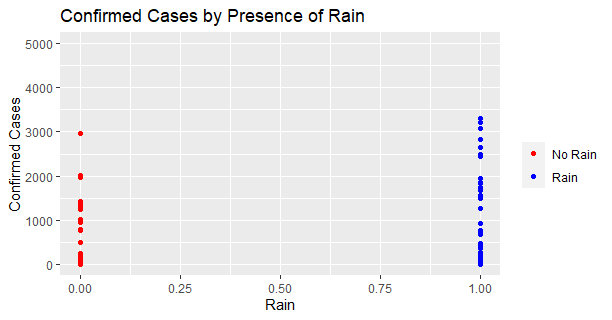 Confirmed Cases by Presence of Rain
5000
4000
3000
2000
1000
0
Confirmed Cases
0.00 0.25 0.50 0.75 1.00
Rain
No Rain
Rain